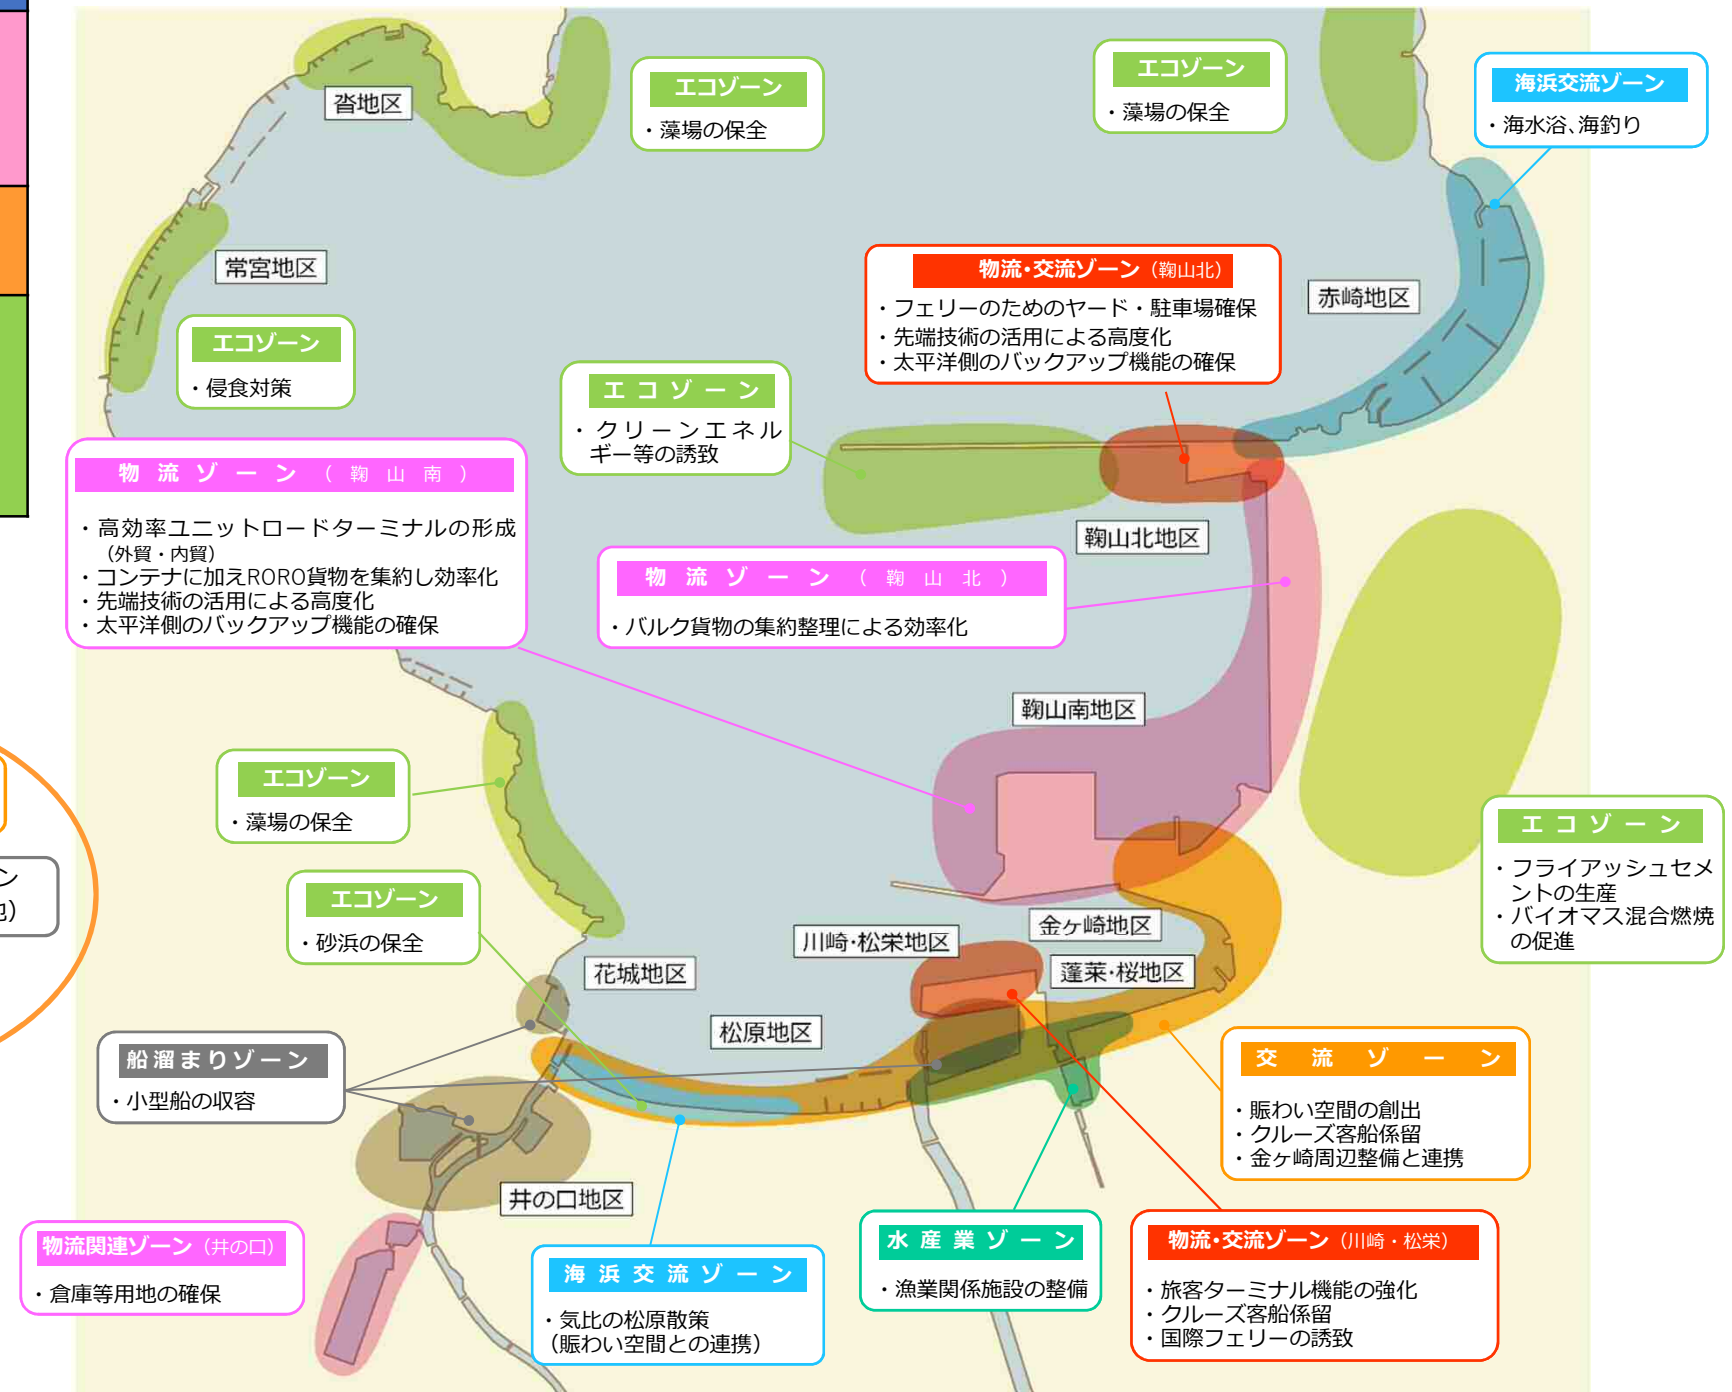 エコゾーン
・藻場の保全
エコゾーン
・藻場の保全
海浜交流ゾーン
・海水浴、海釣り
沓地区
常宮地区
エコゾーン
・侵食対策
物流・交流ゾーン（鞠山北）
・フェリーのためのヤード・駐車場確保
・先端技術の活用による高度化
・太平洋側のバックアップ機能の確保
赤崎地区
エコゾーン
・クリーンエネル
ギー等の誘致
物流ゾーン（鞠山南）
・高効率ユニットロードターミナルの形成
（外貿・内貿）
・コンテナに加えRORO貨物を集約し効率化
・先端技術の活用による高度化
・太平洋側のバックアップ機能の確保
鞠山北地区
物流ゾーン（鞠山北）
・バルク貨物の集約整理による効率化
鞠山南地区
エコゾーン
・藻場の保全
エコゾーン
・フライアッシュセメ
ントの生産
・バイオマス混合燃焼
の促進
ン
エコゾーン
・砂浜の保全
金ヶ崎地区
川崎・松栄地区
蓬莱・桜地区
花城地区
松原地区
船溜まりゾーン
・小型船の収容
交流ゾーン
・賑わい空間の創出
・クルーズ客船係留
・金ヶ崎周辺整備と連携
井の口地区
物流関連ゾーン（井の口）
・倉庫等用地の確保
海浜交流ゾーン
・気比の松原散策
（賑わい空間との連携）
水産業ゾーン
・漁業関係施設の整備
物流・交流ゾーン（川崎・松栄）
・旅客ターミナル機能の強化
・クルーズ客船係留
・国際フェリーの誘致